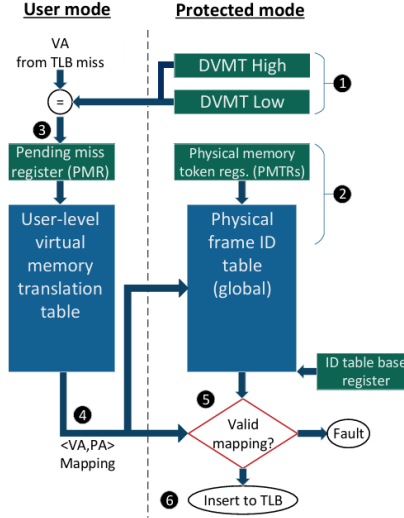 User mode
Protected mode
VA
from TLB miss
DVMT High
DVMT Low
1
=
3
Pending miss
register (PMR)
Physical memory
token regs. (PMTRs)
2
User-level
virtual
memory
translation
table
Physical
frame ID
table
(global)
ID table base
register
4
<VA,PA>
Mapping
5
Valid
mapping?
Fault
6
Insert to TLB